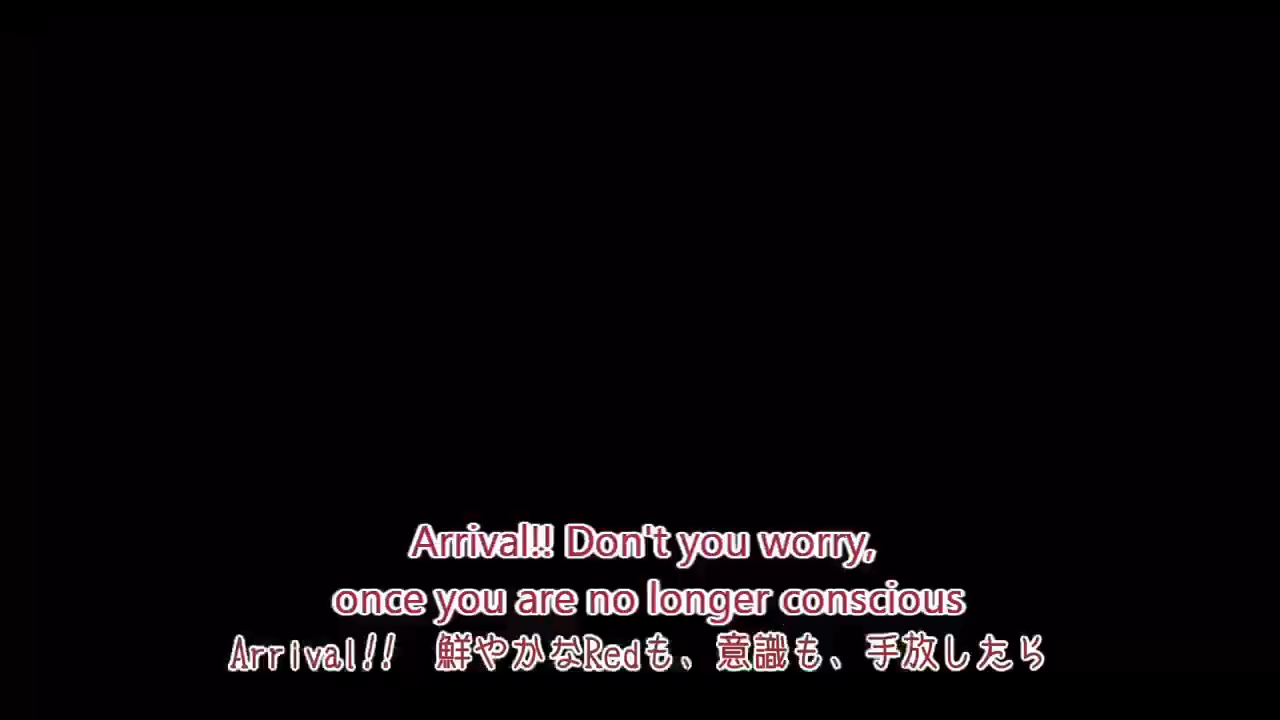 Arrival!! Don't you worry,
once you are no longer conscious
Arrival!!　鮮やかなRedも、意識も、手放したら